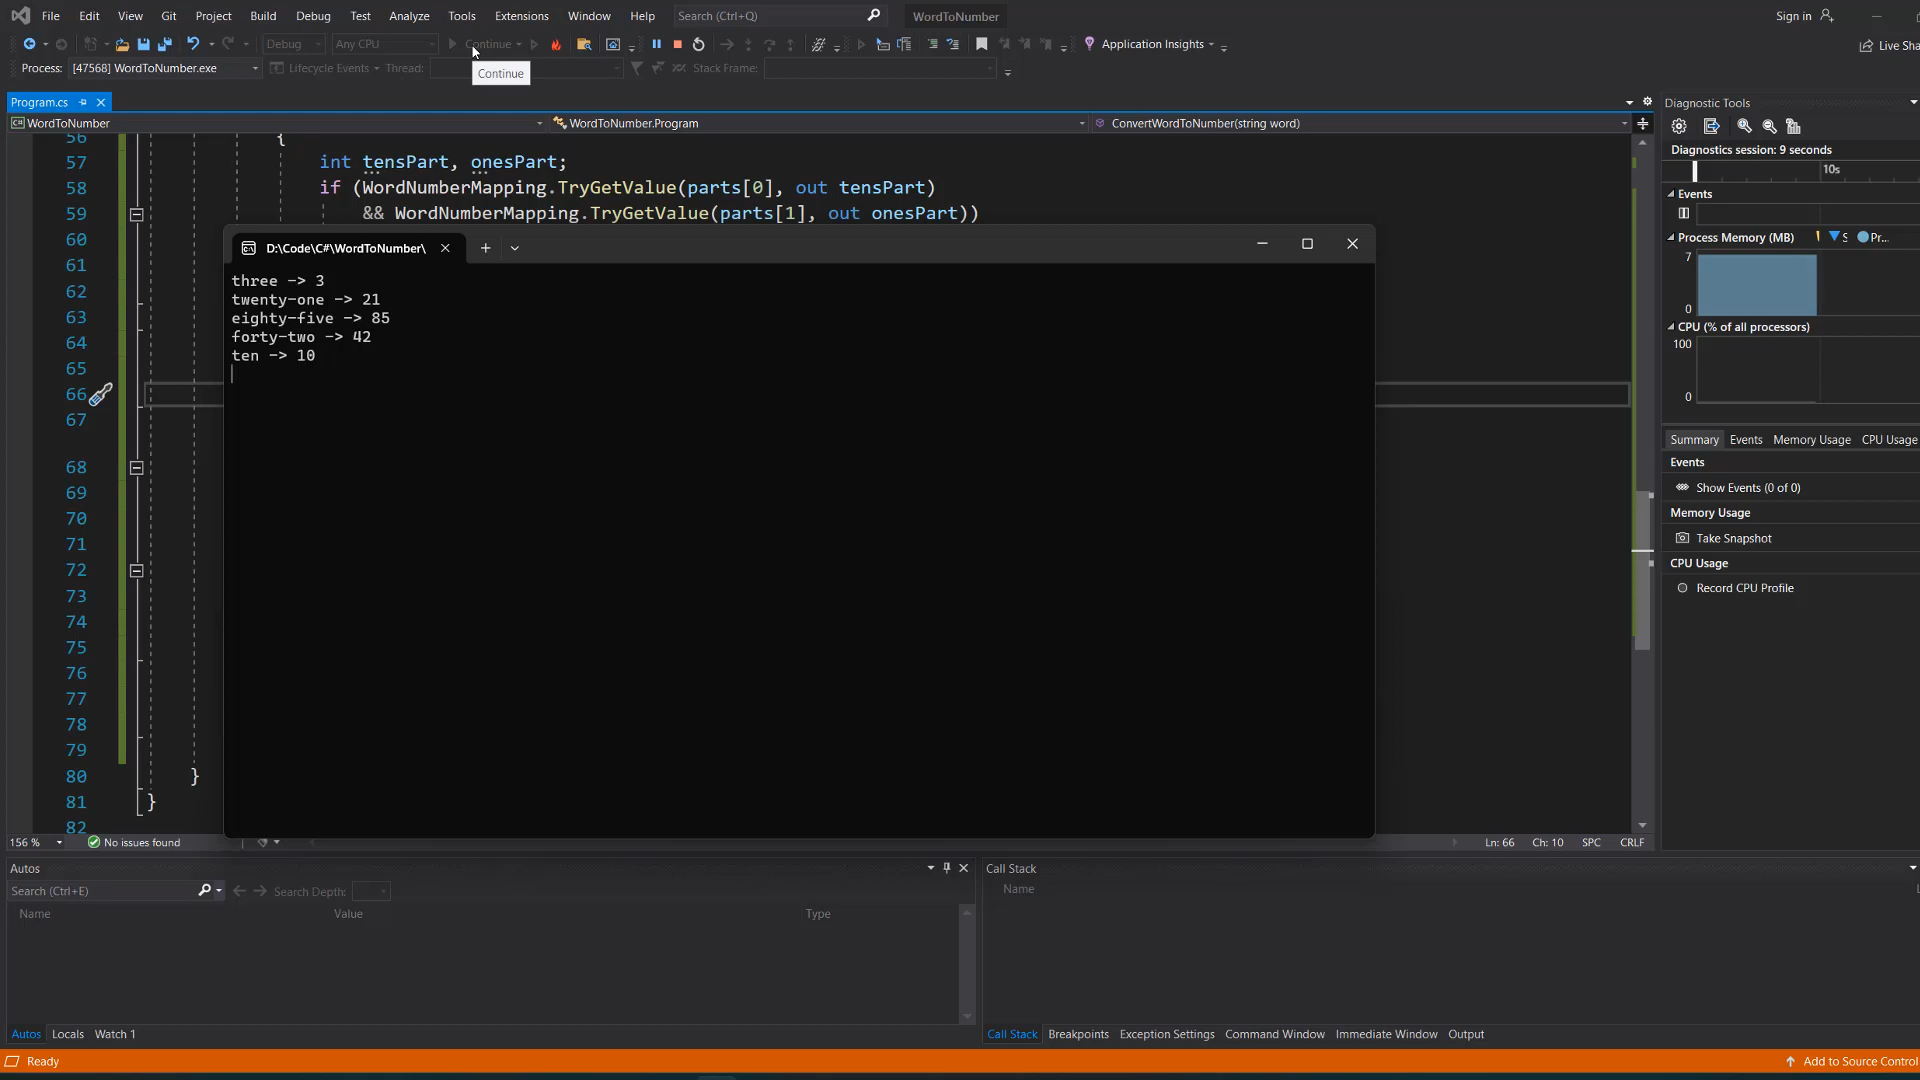 File Edit View Git Project Build Debug Test Analyze Tools Extensions Window Help Search (Ctrl+Q) WordToNumber Sign in
Debug Any CPU Continue Application Insights Live Sha
Process: [47568] WordToNumber.exe Lifecycle Events Thread: Stack Frame:
Continue
Program.cs
WordToNumber WordToNumber.Program ConvertWordToNumber(string word)
56 {
57 int tensPart, onesPart;
58 if (WordNumberMapping.TryGetValue(parts[0], out tensPart)
59 && WordNumberMapping.TryGetValue(parts[1], out onesPart))
60
61
62
63
64
65
66
67
68
69
70
71
72
73
74
75
76
77
78
79
80 }
81 }
82
D:\Code\C#\WordToNumber\
three -> 3
twenty-one -> 21
eighty-five -> 85
forty-two -> 42
ten -> 10
156 % No issues found Ln: 66 Ch: 10 SPC CRLF
Diagnostic Tools
Diagnostics session: 9 seconds
10s
Events
Process Memory (MB) S Pr...
7
0
CPU (% of all processors)
100
0
Summary Events Memory Usage CPU Usage
Events
Show Events (0 of 0)
Memory Usage
Take Snapshot
CPU Usage
Record CPU Profile
Autos
Search (Ctrl+E) Search Depth:
Name Value Type
Autos Locals Watch 1
Call Stack
Name
Call Stack Breakpoints Exception Settings Command Window Immediate Window Output
Ready Add to Source Control